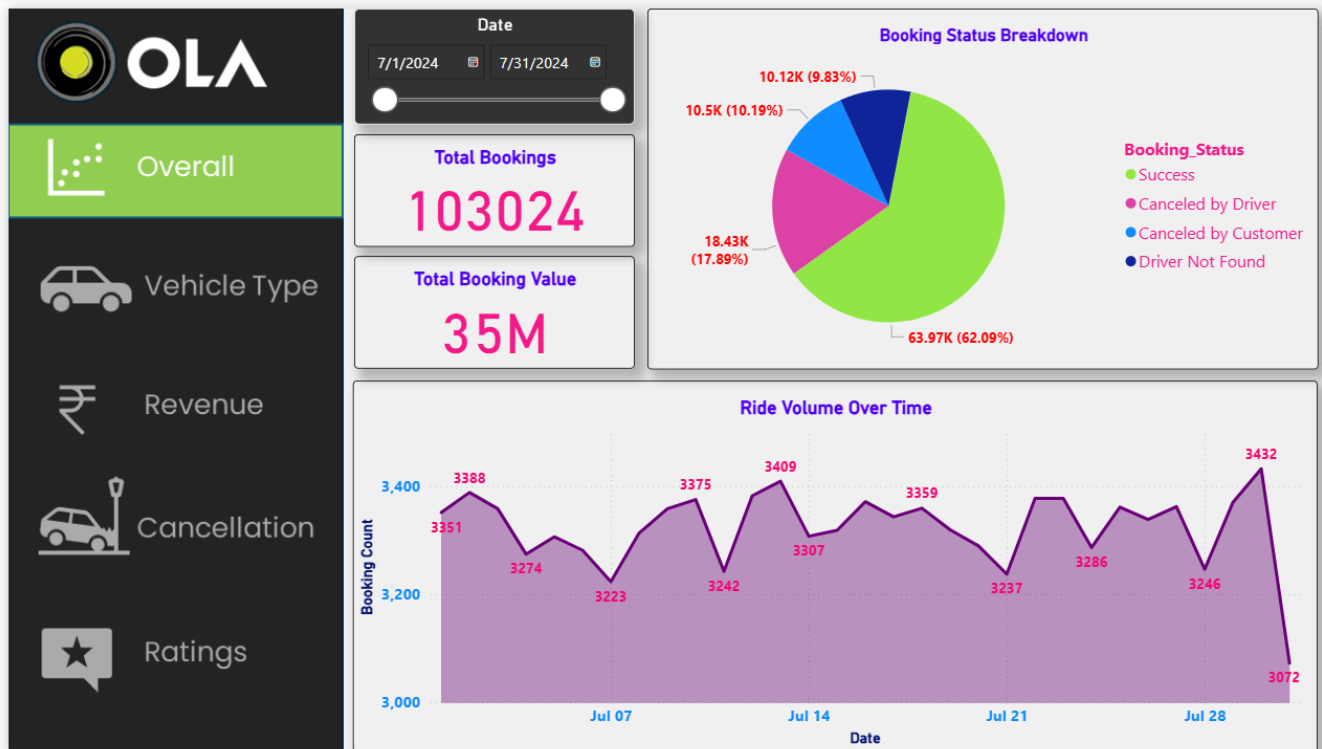 OLA
Overall
Vehicle Type
Revenue
Cancellation
Ratings
Date
7/1/2024
7/31/2024
Total Bookings
103024
Total Booking Value
35M
Booking Status Breakdown
10.12K (9.83%)
10.5K (10.19%)
18.43K
(17.89%)
63.97K (62.09%)
Booking_Status
Success
Canceled by Driver
Canceled by Customer
Driver Not Found
Ride Volume Over Time
Booking Count
3,400
3,200
3,000
3351
3388
3274
3223
3375
3242
3409
3307
3359
3237
3286
3246
3432
3072
Jul 07
Jul 14
Jul 21
Jul 28
Date